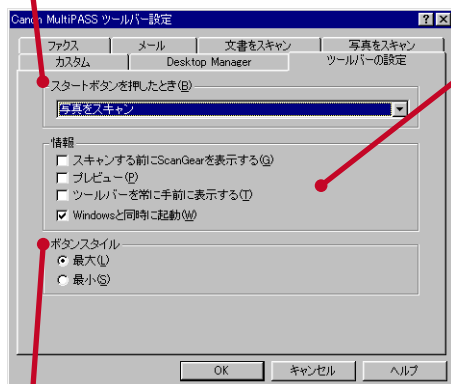 Canon MultiPASS ツールバー設定
ファクス メール 文書をスキャン 写真をスキャン
カスタム Desktop Manager ツールバーの設定
スタートボタンを押したとき(B)
写真をスキャン
情報
スキャンする前にScanGearを表示する(G)
プレビュー(P)
ツールバーを常に手前に表示する(T)
Windowsと同時に起動(W)
ボタンスタイル
最大(L)
最小(S)
OK キャンセル ヘルプ